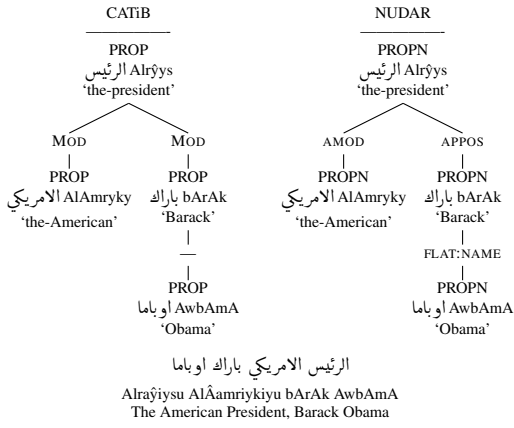 CATiB NUDAR
PROP PROPN
الرئيس Alrŷys الرئيس Alrŷys
‘the-president’ ‘the-president’
MOD MOD AMOD APPOS
PROP PROP PROPN PROPN
الامريكي AlAmryky باراك bArAk الامريكي AlAmryky باراك bArAk
‘the-American’ ‘Barack’ ‘the-American’ ‘Barack’
— FLAT:NAME
PROP PROPN
اوباما AwbAmA اوباما AwbAmA
‘Obama’ ‘Obama’
الرئيس الامريكي باراك اوباما
Alraŷiysu AlÂamriykiyu bArAk AwbAmA
The American President, Barack Obama